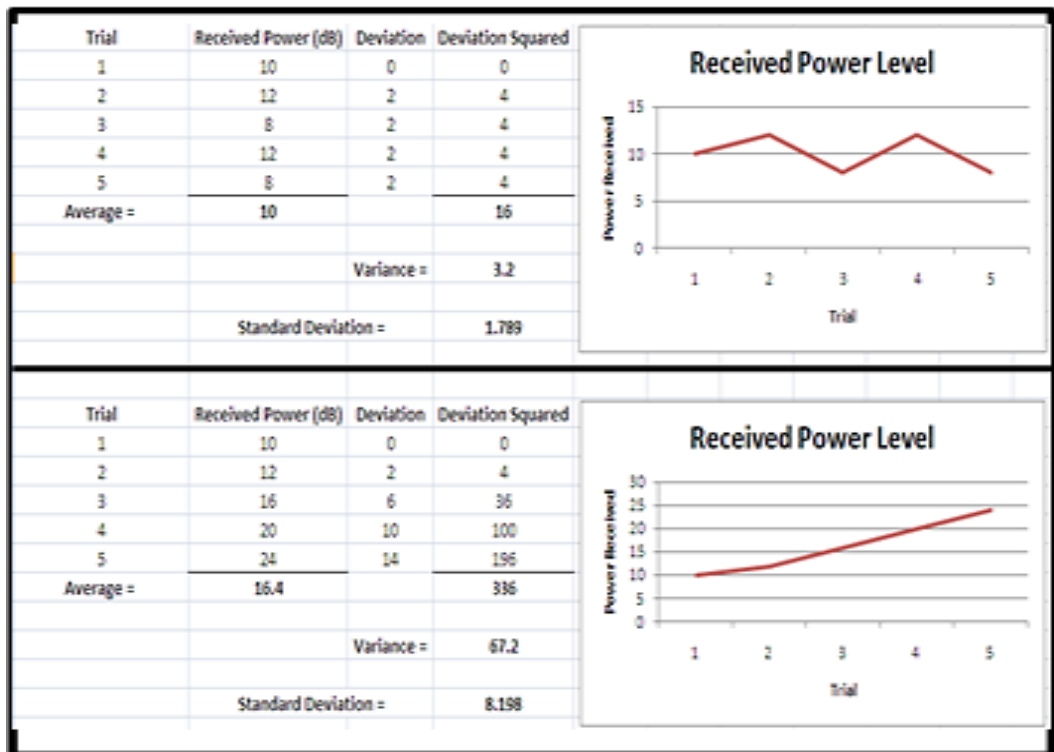 Trial Received Power (dB) Deviation Deviation Squared
1 10 0 0
2 12 2 4
3 8 2 4
4 12 2 4
5 8 2 4
Average = 10 16
Variance = 3.2
Standard Deviation = 1.789
Received Power Level
Power Received
15
10
5
0
1 2 3 4 5
Trial
Trial Received Power (dB) Deviation Deviation Squared
1 10 0 0
2 12 2 4
3 16 6 36
4 20 10 100
5 24 14 196
Average = 16.4 336
Variance = 67.2
Standard Deviation = 8.198
Received Power Level
Power Received
30
25
20
15
10
5
0
1 2 3 4 5
Trial